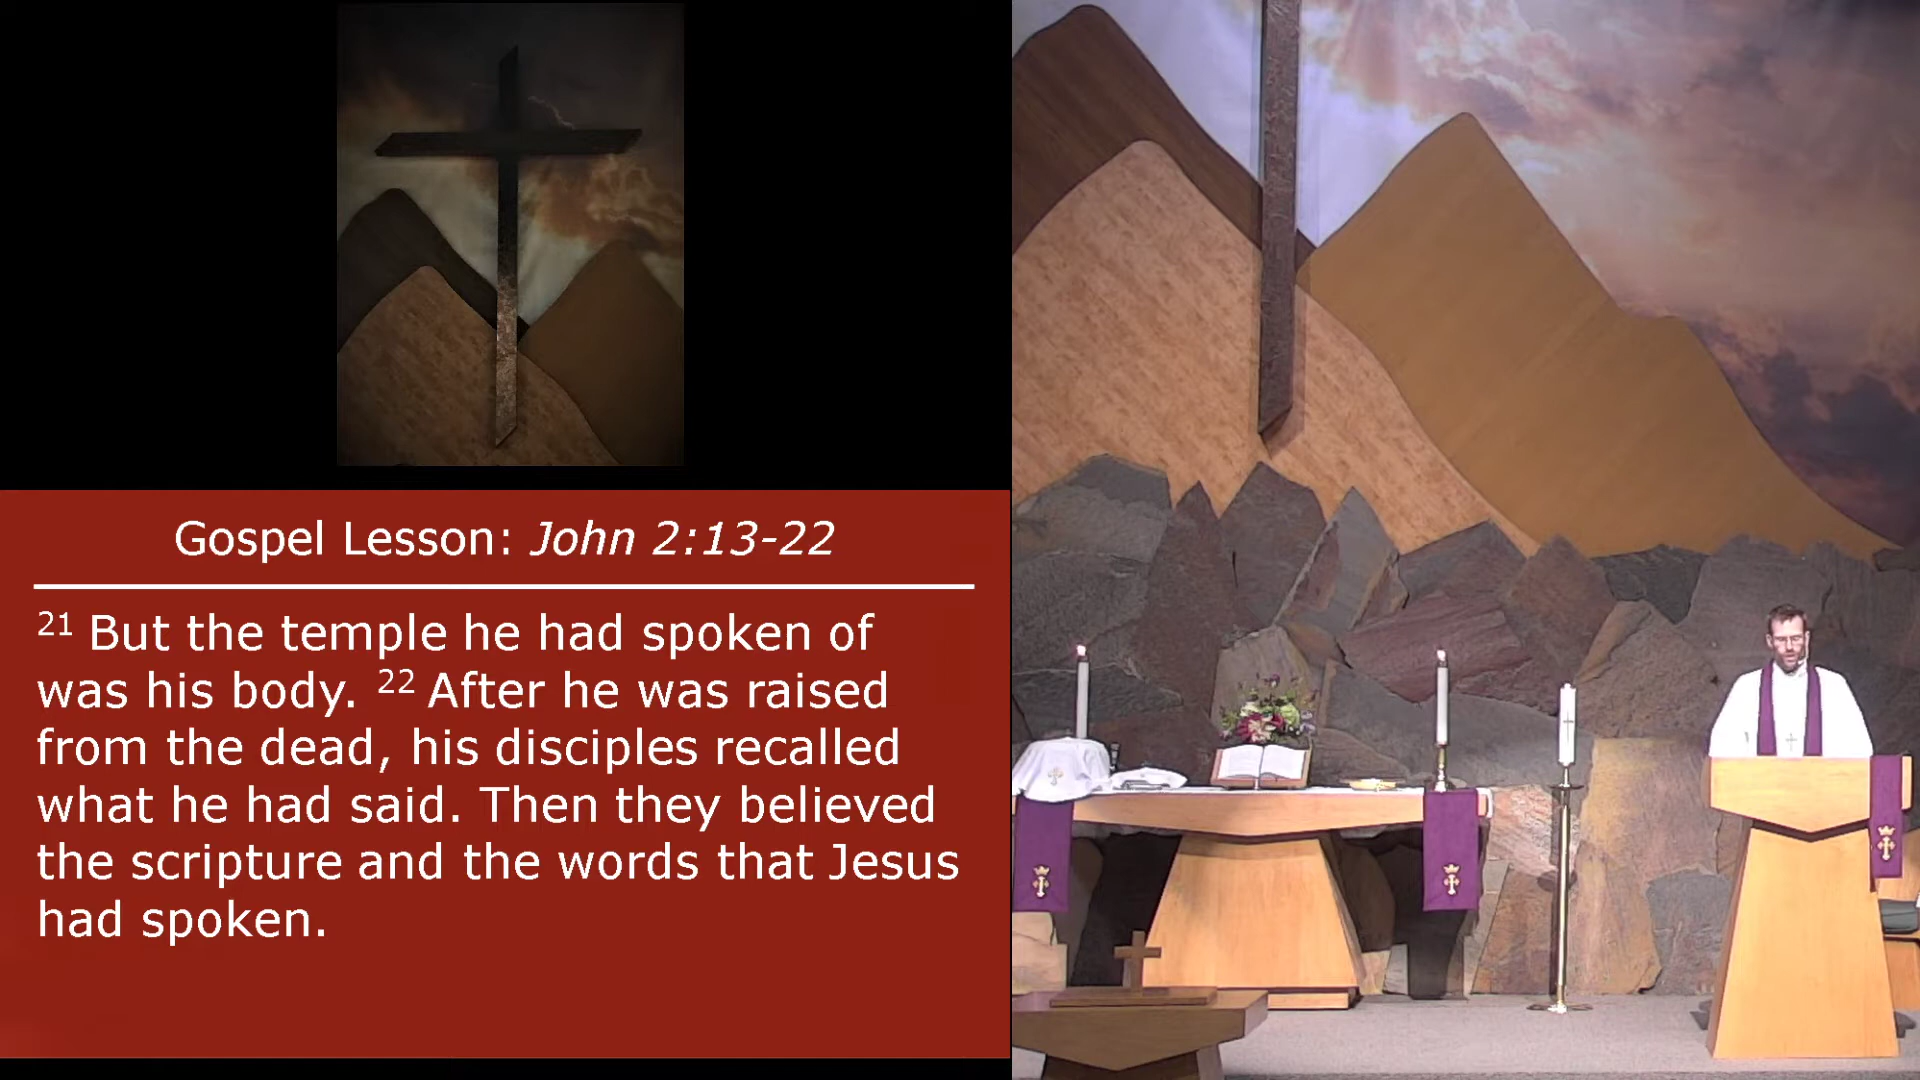 Gospel Lesson: John 2:13-22
21 But the temple he had spoken of
was his body. 22 After he was raised
from the dead, his disciples recalled
what he had said. Then they believed
the scripture and the words that Jesus
had spoken.